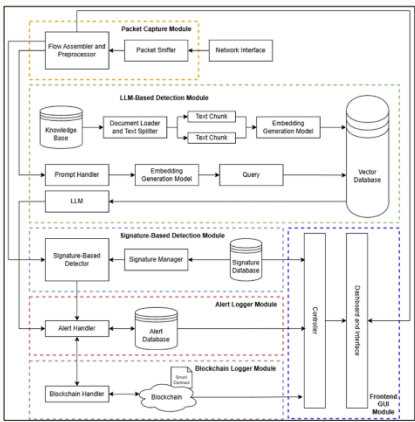 Packet Capture Module
Flow Assembler and
Preprocessor
Packet Sniffer
Network Interface
LLM-Based Detection Module
Knowledge
Base
Document Loader
and Text Splitter
Text Chunk
Text Chunk
Embedding
Generation Model
Prompt Handler
Embedding
Generation Model
Query
Vector
Database
LLM
Signature-Based Detection Module
Signature-Based
Detector
Signature Manager
Signature
Database
Alert Logger Module
Alert Handler
Alert
Database
Blockchain Logger Module
Blockchain Handler
Smart
Contract
Blockchain
Controller
Dashboard and Interface
Frontend
GUI
Module